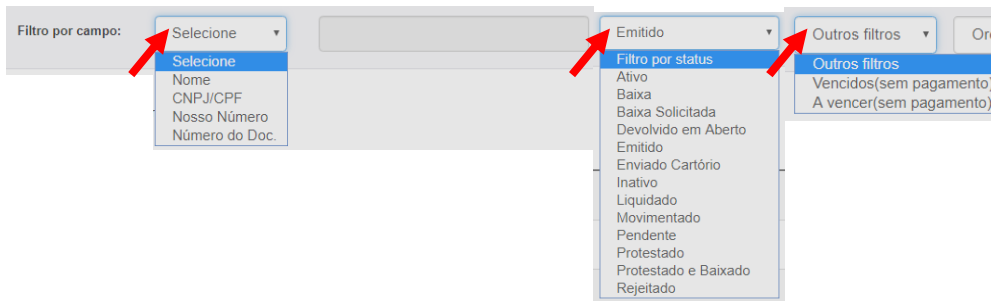 Filtro por campo:
Selecione
Selecione
Nome
CNPJ/CPF
Nosso Número
Número do Doc.
Emitido
Filtro por status
Ativo
Baixa
Baixa Solicitada
Devolvido em Aberto
Emitido
Enviado Cartório
Inativo
Liquidado
Movimentado
Pendente
Protestado
Protestado e Baixado
Rejeitado
Outros filtros
Outros filtros
Vencidos(sem pagamento)
A vencer(sem pagamento)